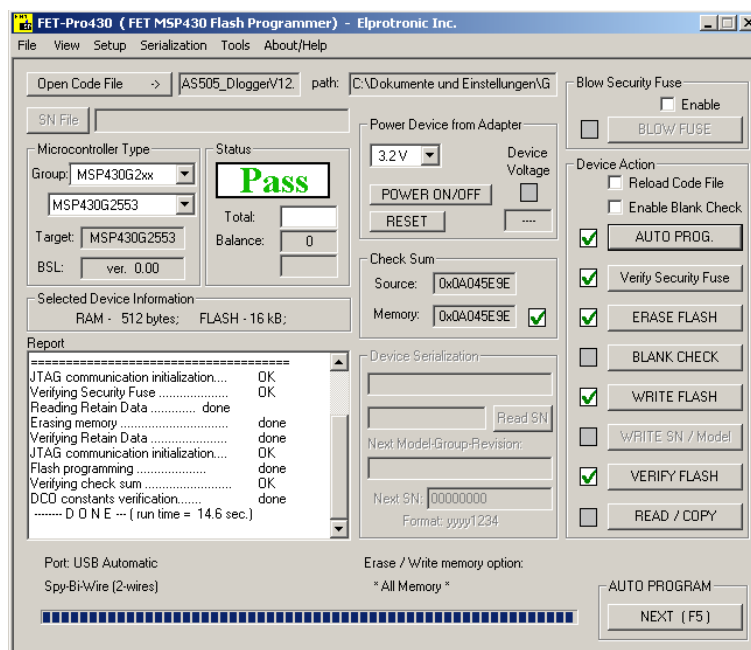 FET-Pro430 ( FET MSP430 Flash Programmer) - Elprotronic Inc.
File View Setup Serialization Tools About/Help
Open Code File -> AS505_DloggerV12. path: C:\Dokumente und Einstellungen\G
SN File
Microcontroller Type
Group: MSP430G2xx
MSP430G2553
Target: MSP430G2553
BSL: ver. 0.00
Status
Pass
Total:
Balance: 0
Selected Device Information
RAM - 512 bytes; FLASH - 16 kB;
Report
=====================================
JTAG communication initialization.... OK
Verifying Security Fuse ................... OK
Reading Retain Data ............. done
Erasing memory ............................. done
Verifying Retain Data ..................... done
JTAG communication initialization.... OK
Flash programming ..................... done
Verifying check sum .......................... OK
DCO constants verification....... done
------- D O N E --- ( run time = 14.6 sec.)
Power Device from Adapter
3.2 V
Device
Voltage
POWER ON/OFF
RESET
----
Check Sum
Source: 0x0A045E9E
Memory: 0x0A045E9E
Device Serialization
Read SN
Next Model-Group-Revision:
Next SN: 00000000
Format: yyyy1234
Blow Security Fuse
Enable
BLOW FUSE
Device Action
Reload Code File
Enable Blank Check
AUTO PROG.
Verify Security Fuse
ERASE FLASH
BLANK CHECK
WRITE FLASH
WRITE SN / Model
VERIFY FLASH
READ / COPY
Port: USB Automatic
Spy-Bi-Wire (2-wires)
Erase / Write memory option:
* All Memory *
AUTO PROGRAM
NEXT ( F5 )